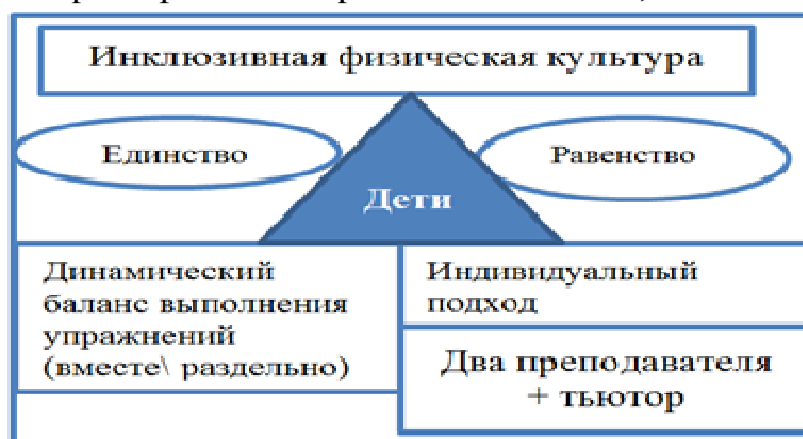 Инклюзивная физическая культура
Единство
Равенство
Дети
Динамический
баланс выполнения
упражнений
(вместе\ раздельно)
Индивидуальный
подход
Два преподавателя
+ тьютор